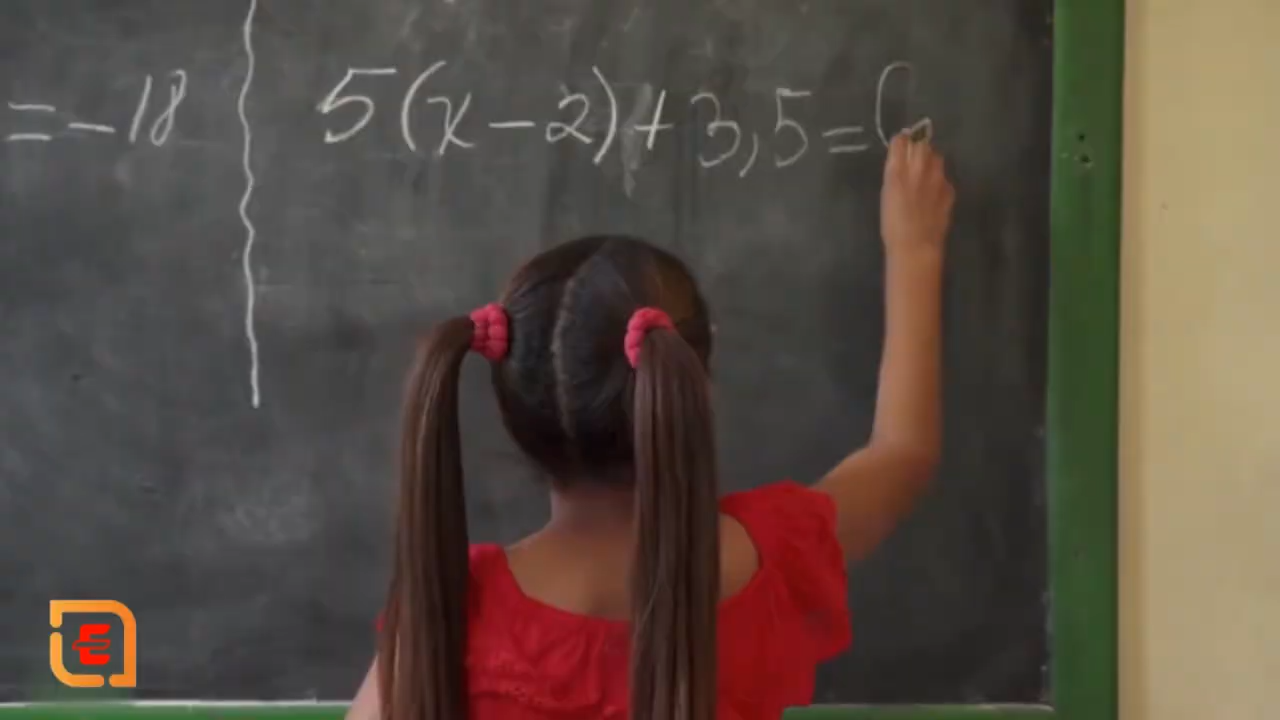 = -18
5(x-2)+3,5=
E